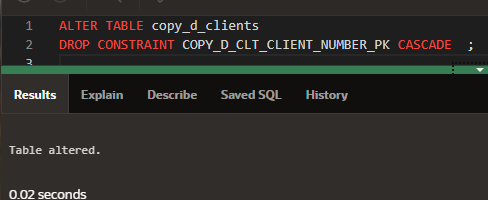 1 ALTER TABLE copy_d_clients
2 DROP CONSTRAINT COPY_D_CLT_CLIENT_NUMBER_PK CASCADE ;
3
Results Explain Describe Saved SQL History
Table altered.
0.02 seconds